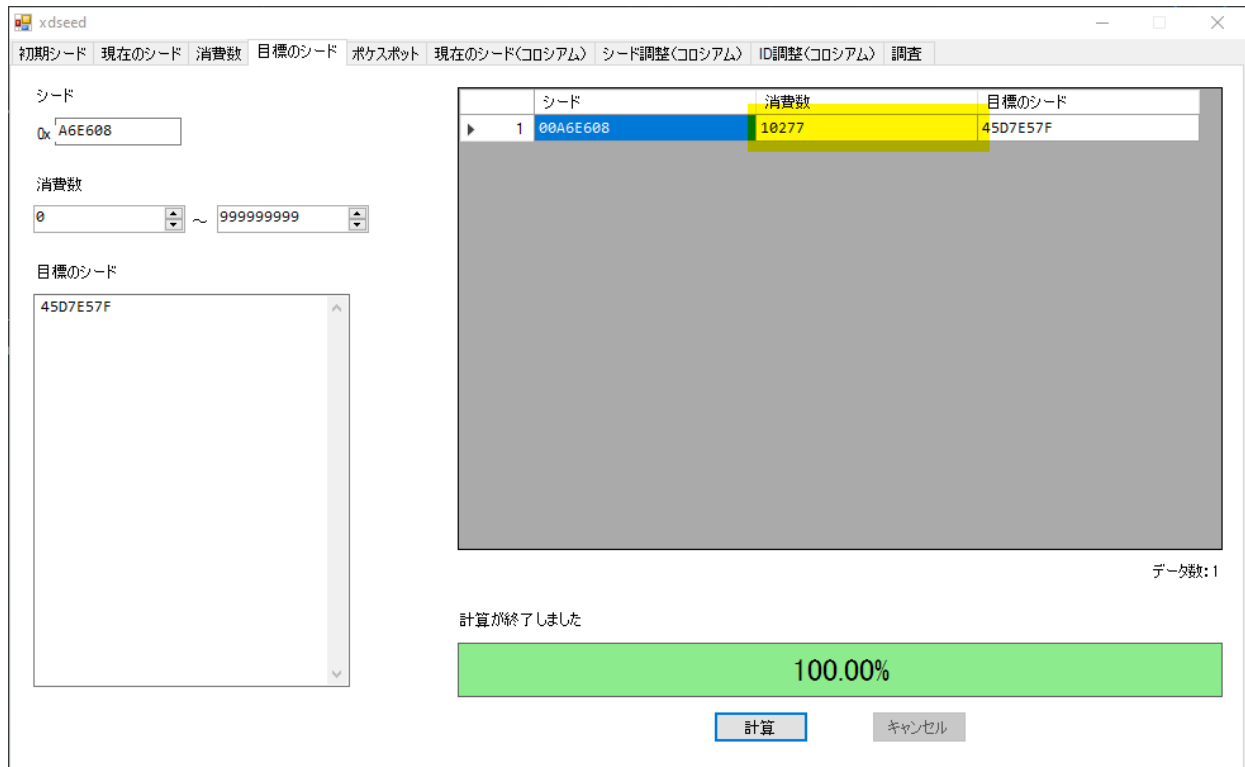 xdseed
初期シード 現在のシード 消費数 目標のシード ポケスポット 現在のシード(コロシアム) シード調整(コロシアム) ID調整(コロシアム) 調査
シード
0x A6E608
消費数
0 ～ 999999999
目標のシード
45D7E57F
シード 消費数 目標のシード
1 00A6E608 10277 45D7E57F
データ数: 1
計算が終了しました
100.00%
計算 キャンセル